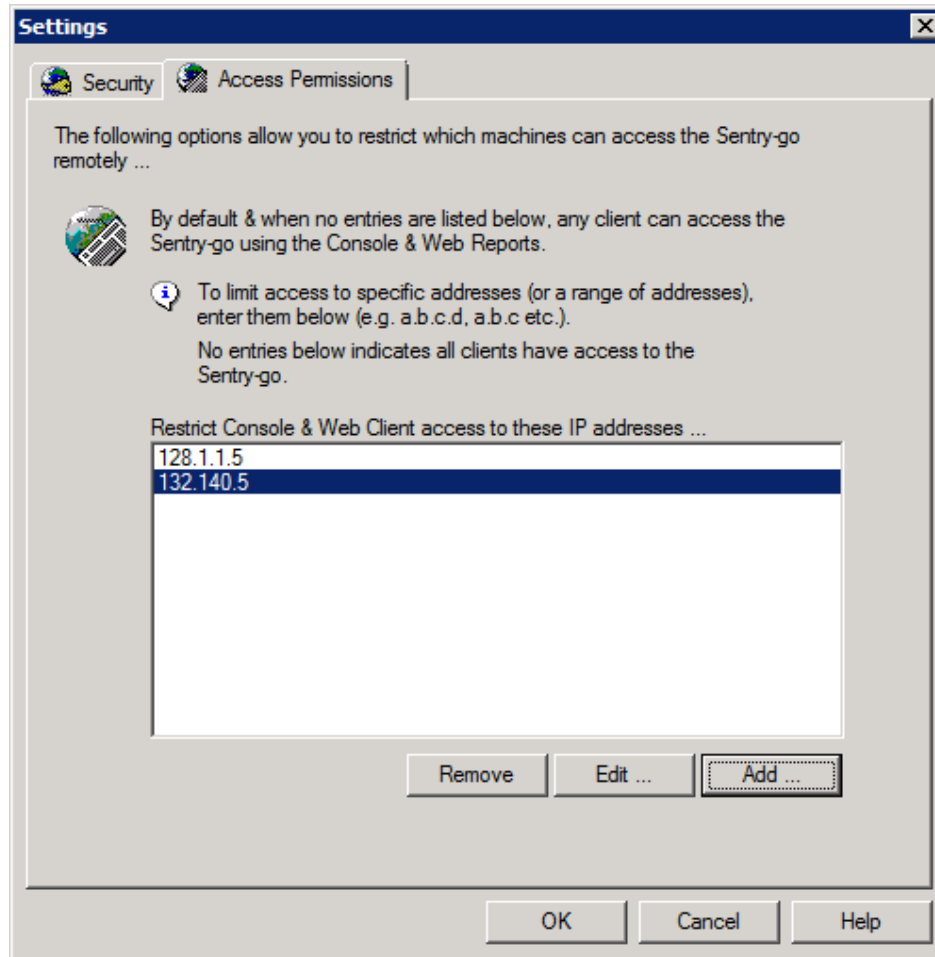 Settings
Security
Access Permissions
The following options allow you to restrict which machines can access the Sentry-go
remotely ...
By default & when no entries are listed below, any client can access the
Sentry-go using the Console & Web Reports.
To limit access to specific addresses (or a range of addresses),
enter them below (e.g. a.b.c.d, a.b.c etc.).
No entries below indicates all clients have access to the
Sentry-go.
Restrict Console & Web Client access to these IP addresses ...
128.1.1.5
132.140.5
Remove
Edit ...
Add ...
OK
Cancel
Help